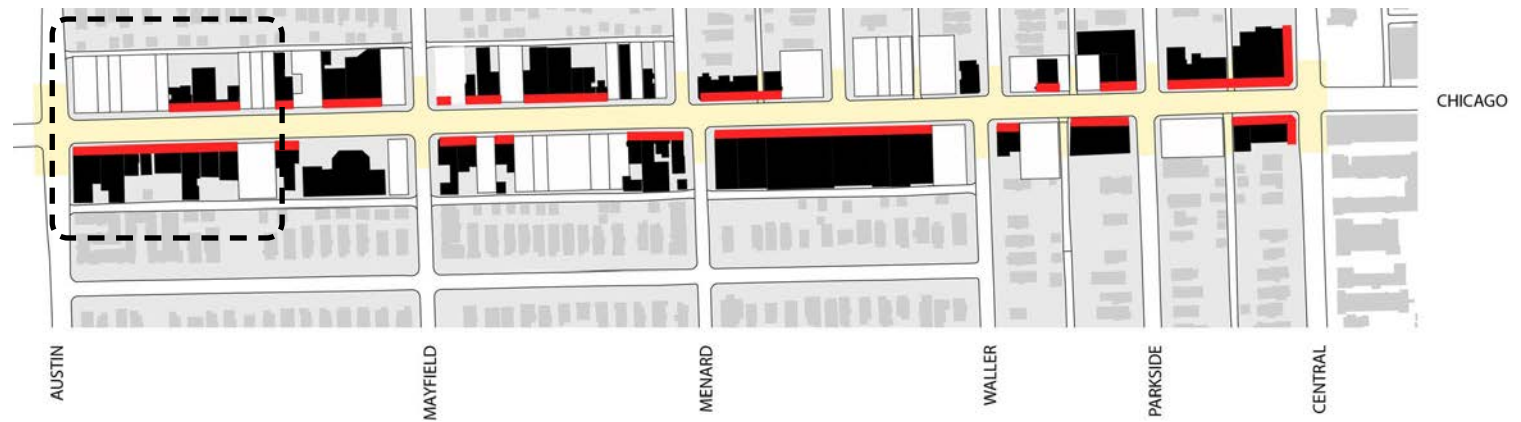 CHICAGO
AUSTIN
MAYFIELD
MENARD
WALLER
PARKSIDE
CENTRAL